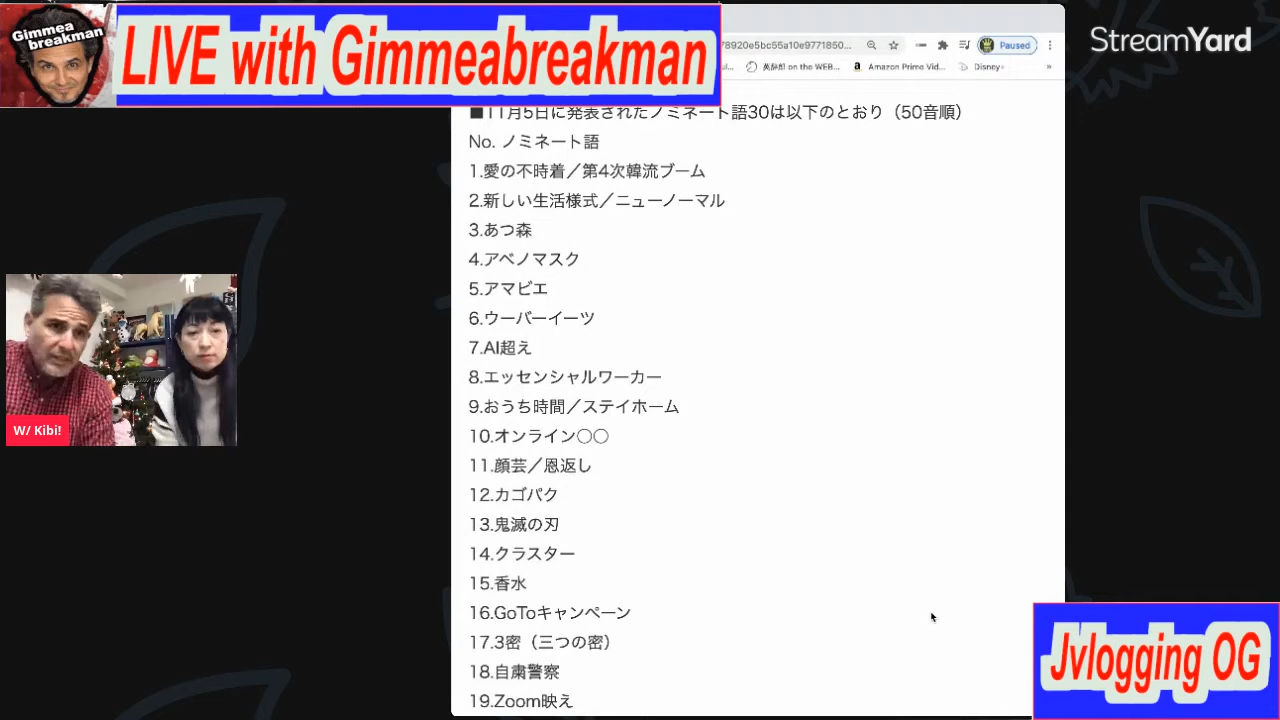 Gimmea
breakman
LIVE with Gimmeabreakman
78920e5bc55a10e9771850...
Paused
英辞郎 on the WEB...
Amazon Prime Vid...
Disney+
StreamYard
■11月5日に発表されたノミネート語30は以下のとおり（50音順）
No. ノミネート語
1.愛の不時着／第4次韓流ブーム
2.新しい生活様式／ニューノーマル
3.あつ森
4.アベノマスク
5.アマビエ
6.ウーバーイーツ
7.AI超え
8.エッセンシャルワーカー
9.おうち時間／ステイホーム
10.オンライン〇〇
11.顔芸／恩返し
12.カゴパク
13.鬼滅の刃
14.クラスター
15.香水
16.GoToキャンペーン
17.3密（三つの密）
18.自粛警察
19.Zoom映え
W/ Kibi!
Jvlogging OG